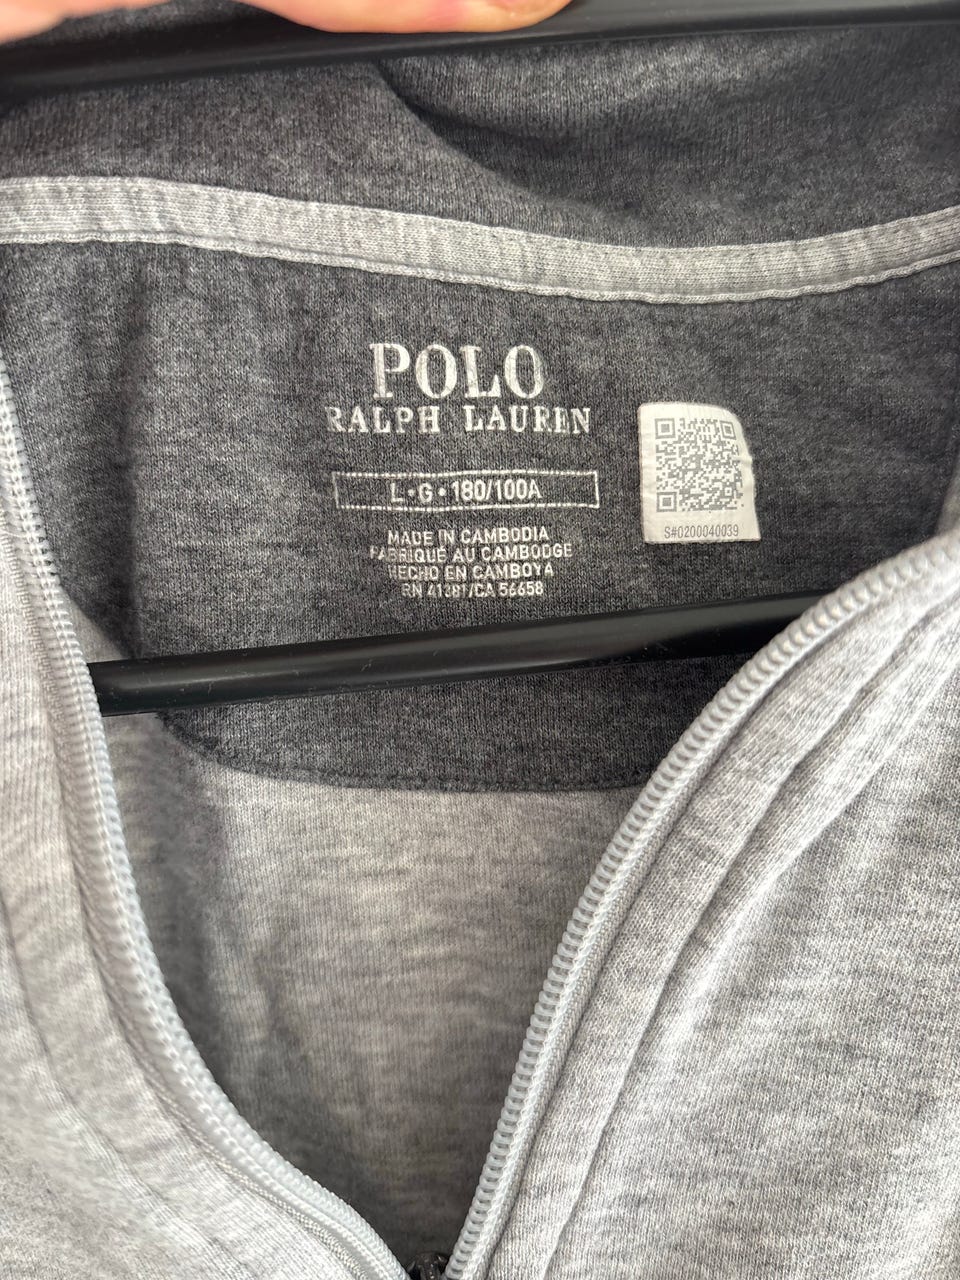 POLO
RALPH LAUREN
L•G•180/100A
MADE IN CAMBODIA
FABRIQUÉ AU CAMBODGE
HECHO EN CAMBOYA
RN 41381/CA 56658
S#0200040039